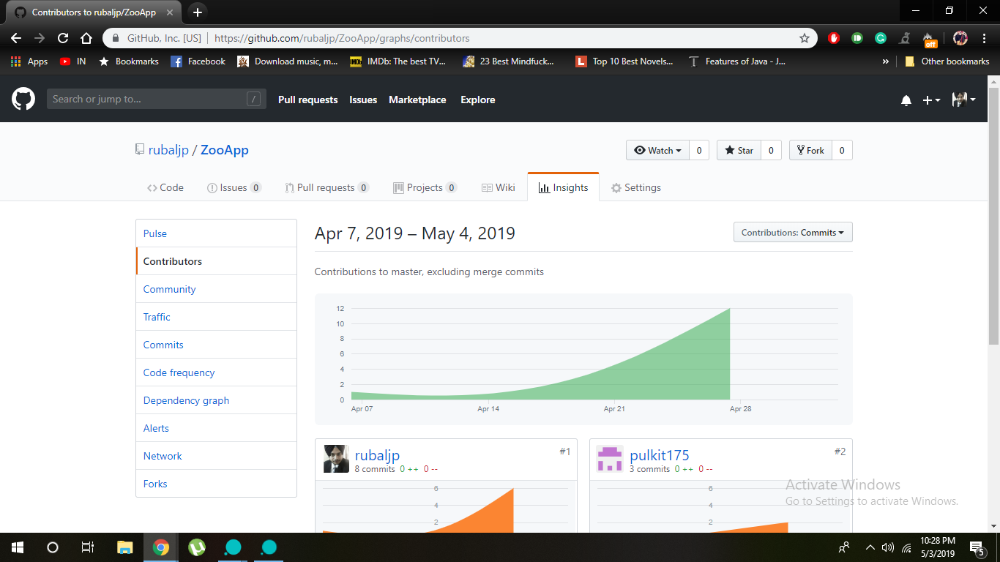 Contributors to rubaljp/ZooApp
GitHub, Inc. [US] https://github.com/rubaljp/ZooApp/graphs/contributors
Apps IN Bookmarks Facebook Download music, m... IMDb: The best TV... 23 Best Mindfuck... Top 10 Best Novels... Features of Java - J... » Other bookmarks
off
Search or jump to... / Pull requests Issues Marketplace Explore
rubaljp / ZooApp Watch 0 Star 0 Fork 0
Code Issues 0 Pull requests 0 Projects 0 Wiki Insights Settings
Pulse
Contributors
Community
Traffic
Commits
Code frequency
Dependency graph
Alerts
Network
Forks
Apr 7, 2019 – May 4, 2019 Contributions: Commits
Contributions to master, excluding merge commits
12
10
8
6
4
2
0
Apr 07 Apr 14 Apr 21 Apr 28
rubaljp #1
8 commits 0 ++ 0 --
6
4
2
pulkit175 #2
3 commits 0 ++ 0 --
6
4
2
Activate Windows
Go to Settings to activate Windows.
10:28 PM
5/3/2019
5